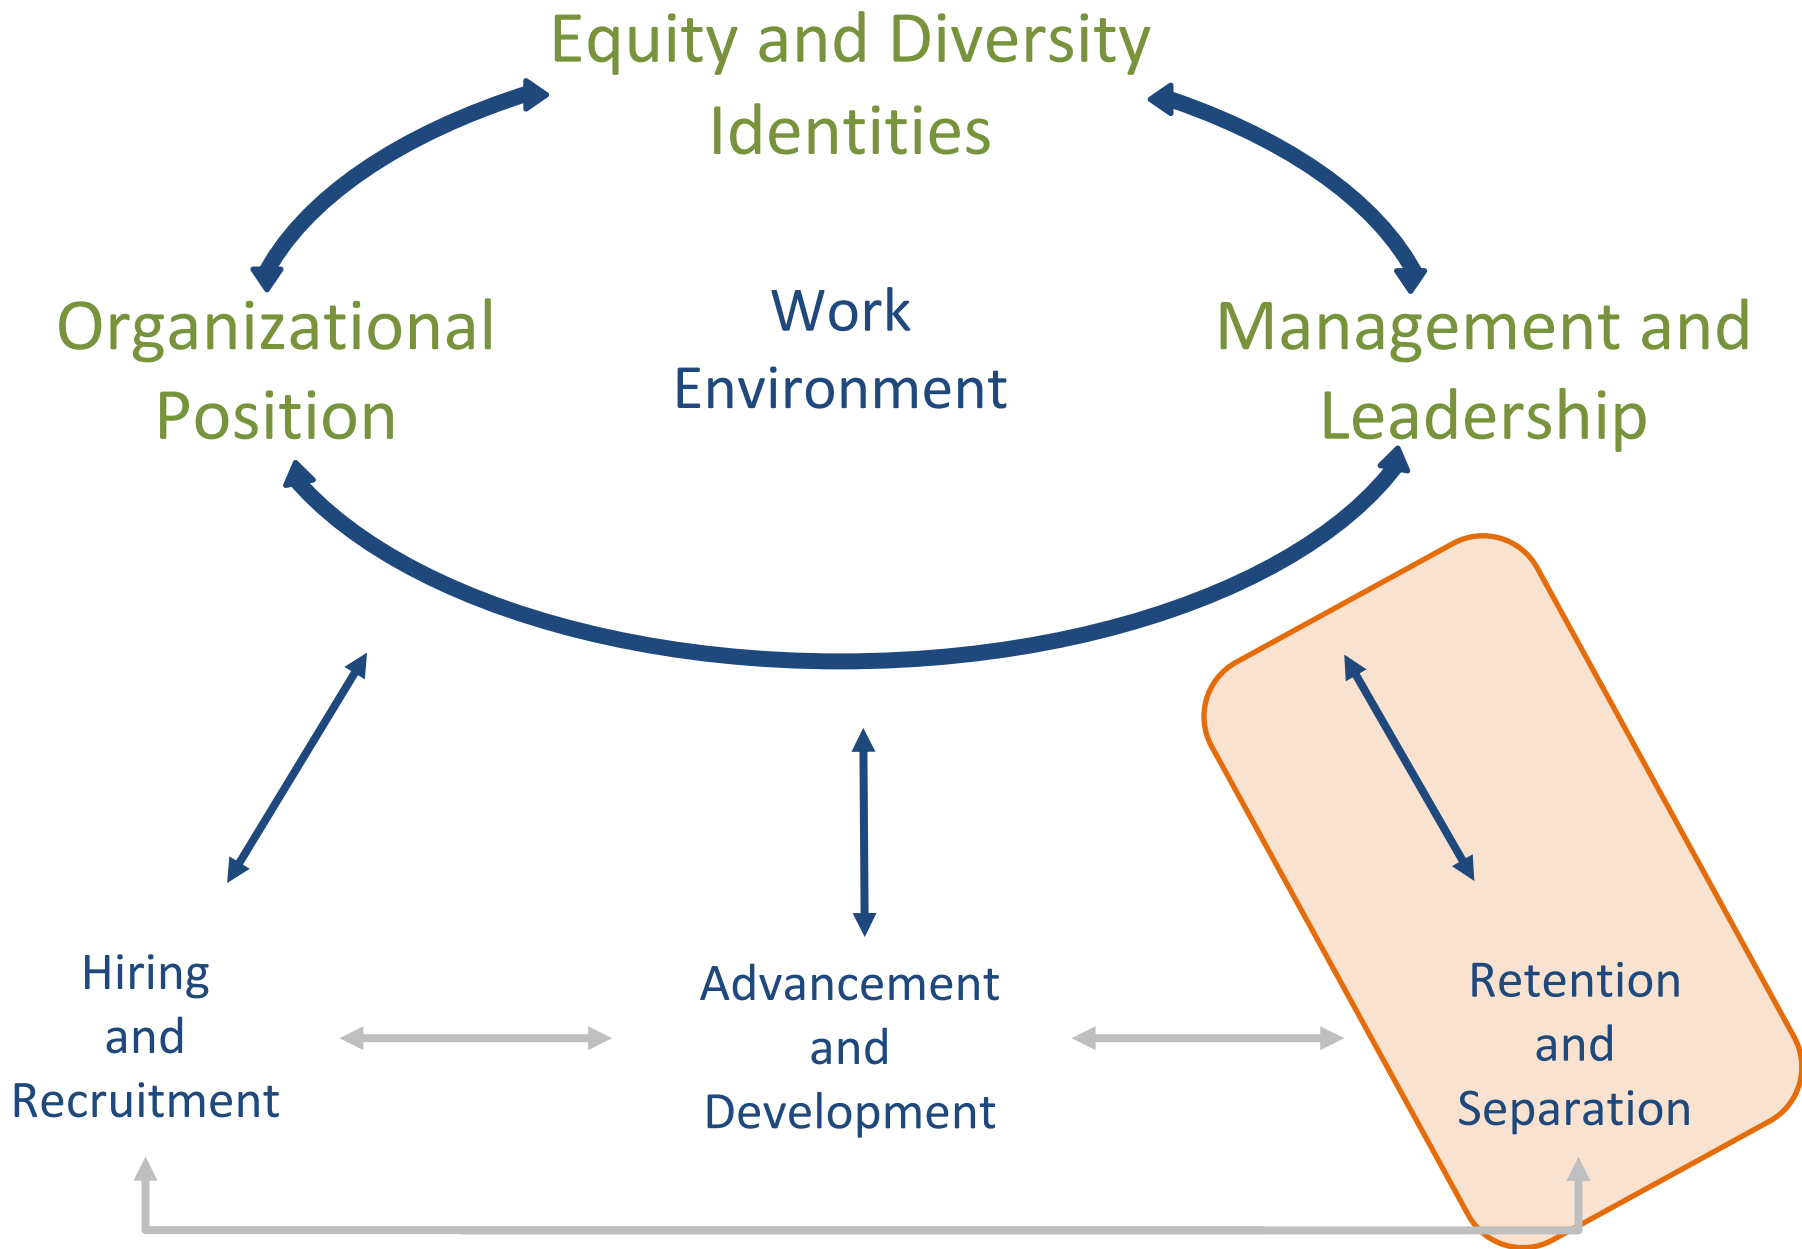 Equity and Diversity
Identities
Organizational
Position
Work
Environment
Management and
Leadership
Hiring
and
Recruitment
Advancement
and
Development
Retention
and
Separation